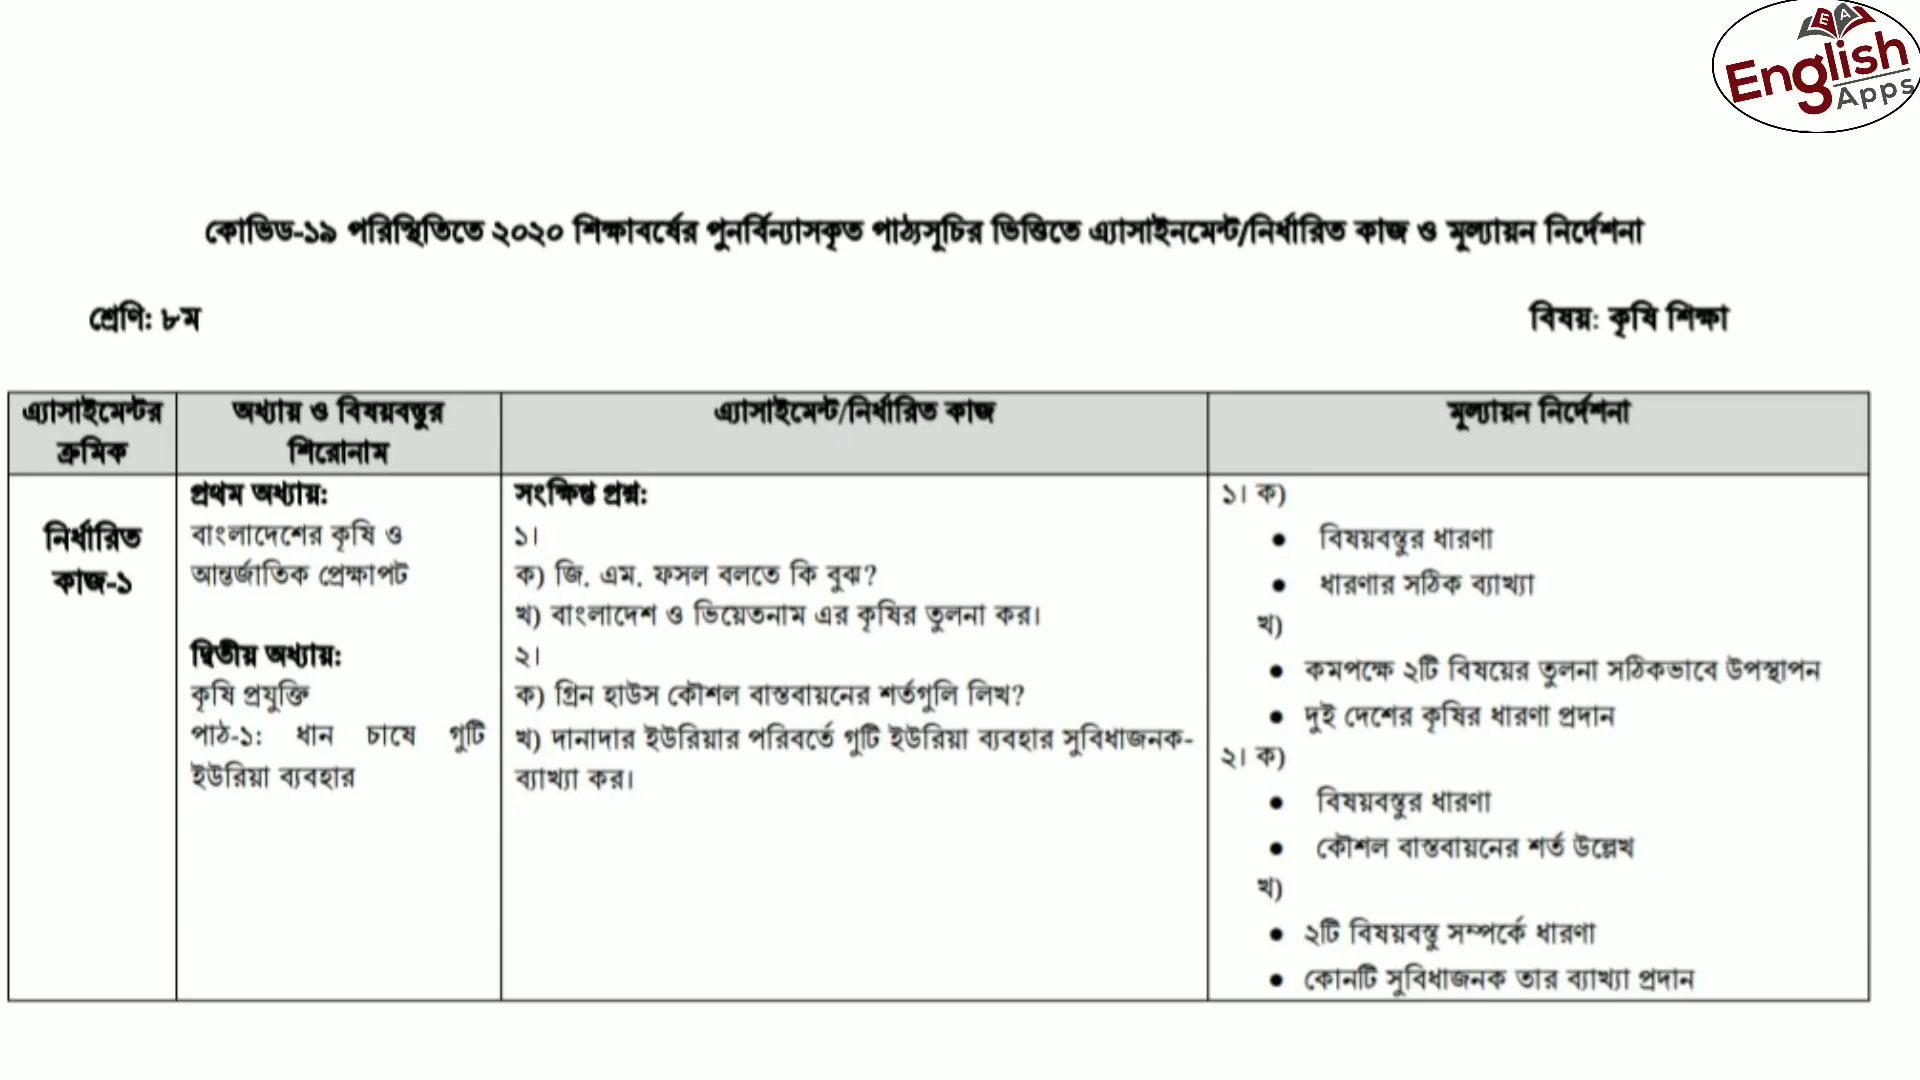 E A
English
Apps
কোভিড-১৯ পরিস্থিতিতে ২০২০ শিক্ষাবর্ষের পুনর্বিন্যাসকৃত পাঠ্যসূচির ভিত্তিতে এ্যাসাইনমেন্ট/নির্ধারিত কাজ ও মূল্যায়ন নির্দেশনা
শ্রেণি: ৮ম
বিষয়: কৃষি শিক্ষা
এ্যাসাইমেন্টর
ক্রমিক
অধ্যায় ও বিষয়বস্তুর
শিরোনাম
এ্যাসাইমেন্ট/নির্ধারিত কাজ
মূল্যায়ন নির্দেশনা
নির্ধারিত
কাজ-১
প্রথম অধ্যায়:
বাংলাদেশের কৃষি ও
আন্তর্জাতিক প্রেক্ষাপট
দ্বিতীয় অধ্যায়:
কৃষি প্রযুক্তি
পাঠ-১: ধান চাষে গুটি
ইউরিয়া ব্যবহার
সংক্ষিপ্ত প্রশ্ন:
১।
ক) জি. এম. ফসল বলতে কি বুঝ?
খ) বাংলাদেশ ও ভিয়েতনাম এর কৃষির তুলনা কর।
২।
ক) গ্রিন হাউস কৌশল বাস্তবায়নের শর্তগুলি লিখ?
খ) দানাদার ইউরিয়ার পরিবর্তে গুটি ইউরিয়া ব্যবহার সুবিধাজনক-
ব্যাখ্যা কর।
১। ক)
• বিষয়বস্তুর ধারণা
• ধারণার সঠিক ব্যাখ্যা
খ)
• কমপক্ষে ২টি বিষয়ের তুলনা সঠিকভাবে উপস্থাপন
• দুই দেশের কৃষির ধারণা প্রদান
২। ক)
• বিষয়বস্তুর ধারণা
• কৌশল বাস্তবায়নের শর্ত উল্লেখ
খ)
• ২টি বিষয়বস্তু সম্পর্কে ধারণা
• কোনটি সুবিধাজনক তার ব্যাখ্যা প্রদান